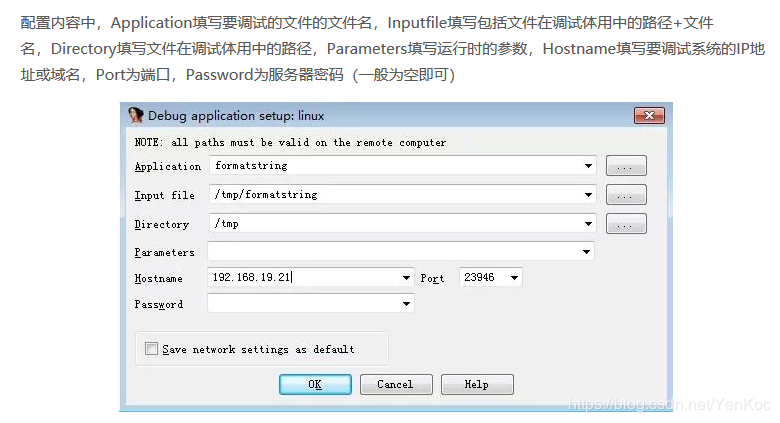 配置内容中，Application填写要调试的文件的文件名，Inputfile填写包括文件在调试体用中的路径+文件
名，Directory填写文件在调试体用中的路径，Parameters填写运行时的参数，Hostname填写要调试系统的IP地
址或域名，Port为端口，Password为服务器密码（一般为空即可）
Debug application setup: linux
NOTE: all paths must be valid on the remote computer
Application formatstring ...
Input file /tmp/formatstring ...
Directory /tmp ...
Parameters
Hostname 192.168.19.21 Port 23946
Password
Save network settings as default
OK Cancel Help
https://blog.csdn.net/YenKoc